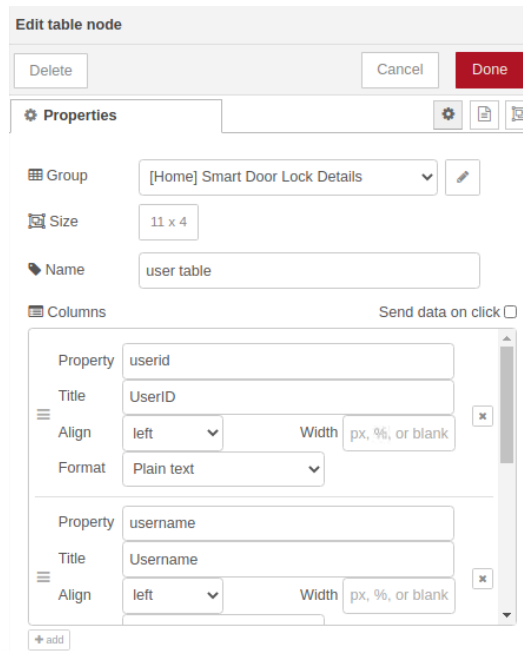 Edit table node
Delete Cancel Done
Properties
Group [Home] Smart Door Lock Details
Size 11 x 4
Name user table
Columns Send data on click
Property userid
Title UserID
Align left Width px, %, or blank
Format Plain text
Property username
Title Username
Align left Width px, %, or blank
add